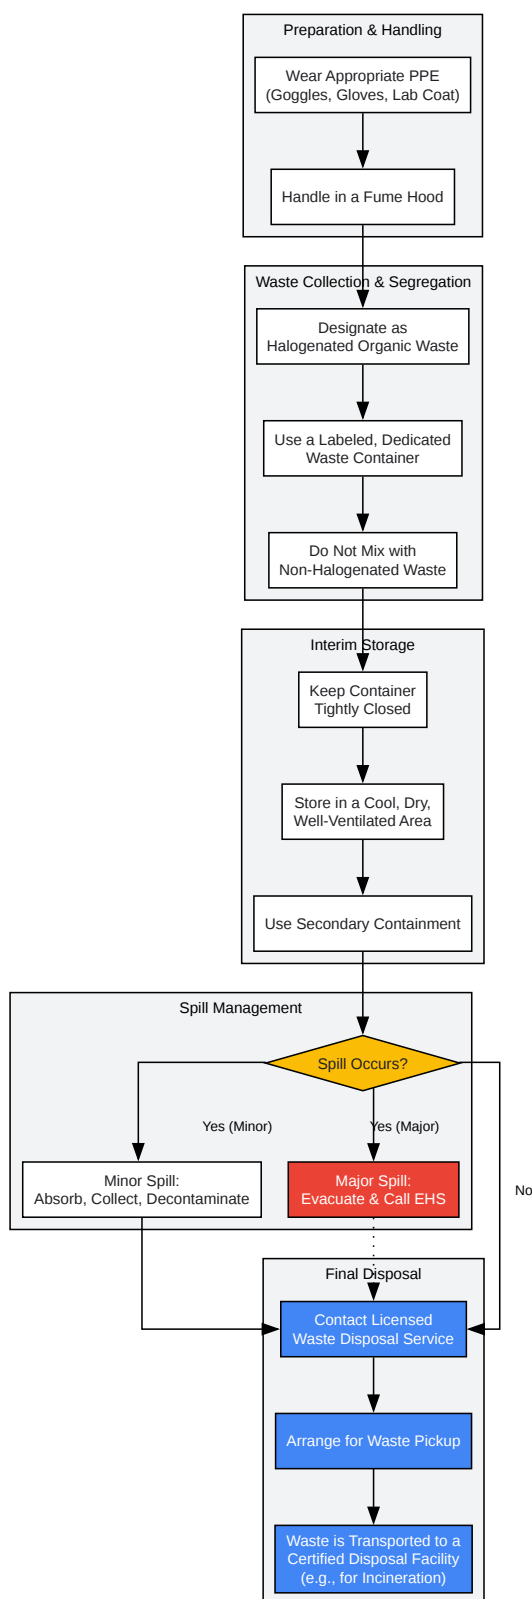 Preparation & Handling
Wear Appropriate PPE
(Goggles, Gloves, Lab Coat)
Handle in a Fume Hood
Waste Collection & Segregation
Designate as
Halogenated Organic Waste
Use a Labeled, Dedicated
Waste Container
Do Not Mix with
Non-Halogenated Waste
Interim Storage
Keep Container
Tightly Closed
Store in a Cool, Dry,
Well-Ventilated Area
Use Secondary Containment
Spill Management
Spill Occurs?
Yes (Minor)
Yes (Major)
Minor Spill:
Absorb, Collect, Decontaminate
Major Spill:
Evacuate & Call EHS
No
Final Disposal
Contact Licensed
Waste Disposal Service
Arrange for Waste Pickup
Waste is Transported to a
Certified Disposal Facility
(e.g., for Incineration)